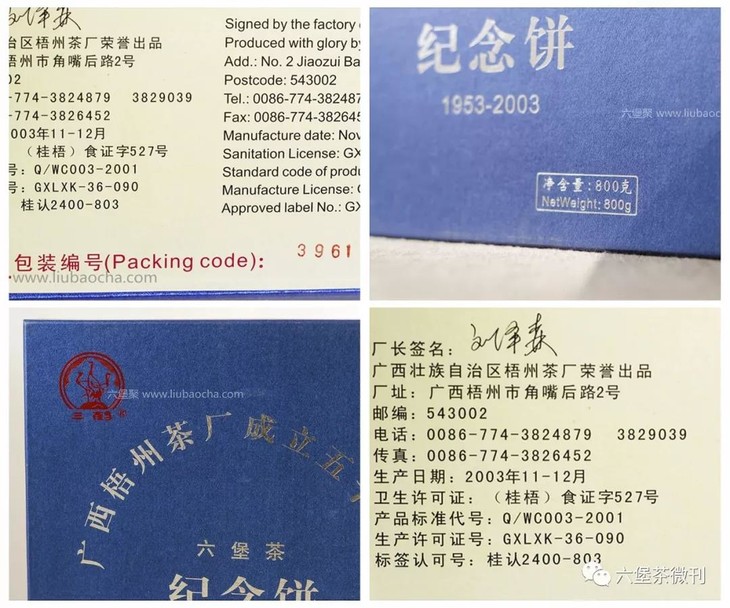 Signed by the factory
治区梧州茶厂荣誉出品
Produced with glory by
梧州市角嘴后路2号
Add.: No. 2 Jiaozui Ba
02
Postcode: 543002
-774-3824879 3829039
Tel.: 0086-774-38248
-774-3826452
Fax: 0086-774-382645
003年11-12月
Manufacture date: Nov
（桂梧）食证字527号
Sanitation License: GX
号: Q/WC003-2001
Standard code of produ
号: GXLXK-36-090
Manufacture License:
桂认2400-803
Approved label No.: GX
包装编号(Packing code): 3961
www.liubaocha.com
纪念饼
1953-2003
六堡聚 www.liubaocha.com
净含量: 800克
NetWeight: 800g
六堡聚 www.liubaocha.com
三鹤
广西梧州茶厂成立五
六堡茶
纪念饼
厂长签名:
广西壮族自治区梧州茶厂荣誉出品
厂址: 广西梧州市角嘴后路2号
邮编: 543002
电话: 0086-774-3824879 3829039
传真: 0086-774-3826452
生产日期: 2003年11-12月
卫生许可证: （桂梧）食证字527号
产品标准代号: Q/WC003-2001
生产许可证号: GXLXK-36-090
标签认可号: 桂认2400-803
六堡茶微刊